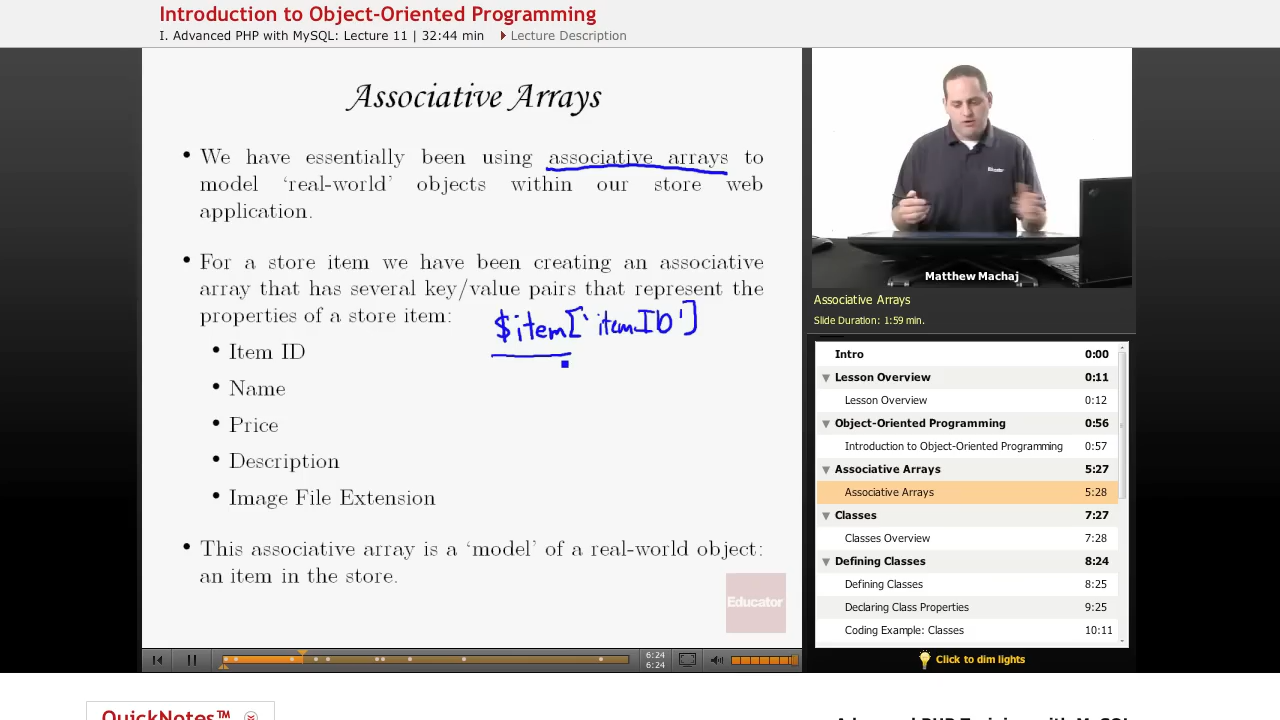 Introduction to Object-Oriented Programming
I. Advanced PHP with MySQL: Lecture 11 | 32:44 min Lecture Description
Associative Arrays
• We have essentially been using associative arrays to
model ‘real-world’ objects within our store web
application.
• For a store item we have been creating an associative
array that has several key/value pairs that represent the
properties of a store item:
$item['itemID']
• Item ID
• Name
• Price
• Description
• Image File Extension
• This associative array is a ‘model’ of a real-world object:
an item in the store.
Educator
6:24
6:24
Matthew Machaj
Associative Arrays
Slide Duration: 1:59 min.
Intro 0:00
Lesson Overview 0:11
Lesson Overview 0:12
Object-Oriented Programming 0:56
Introduction to Object-Oriented Programming 0:57
Associative Arrays 5:27
Associative Arrays 5:28
Classes 7:27
Classes Overview 7:28
Defining Classes 8:24
Defining Classes 8:25
Declaring Class Properties 9:25
Coding Example: Classes 10:11
Click to dim lights
QuickNotes™
Advanced PHP Training with MySQL